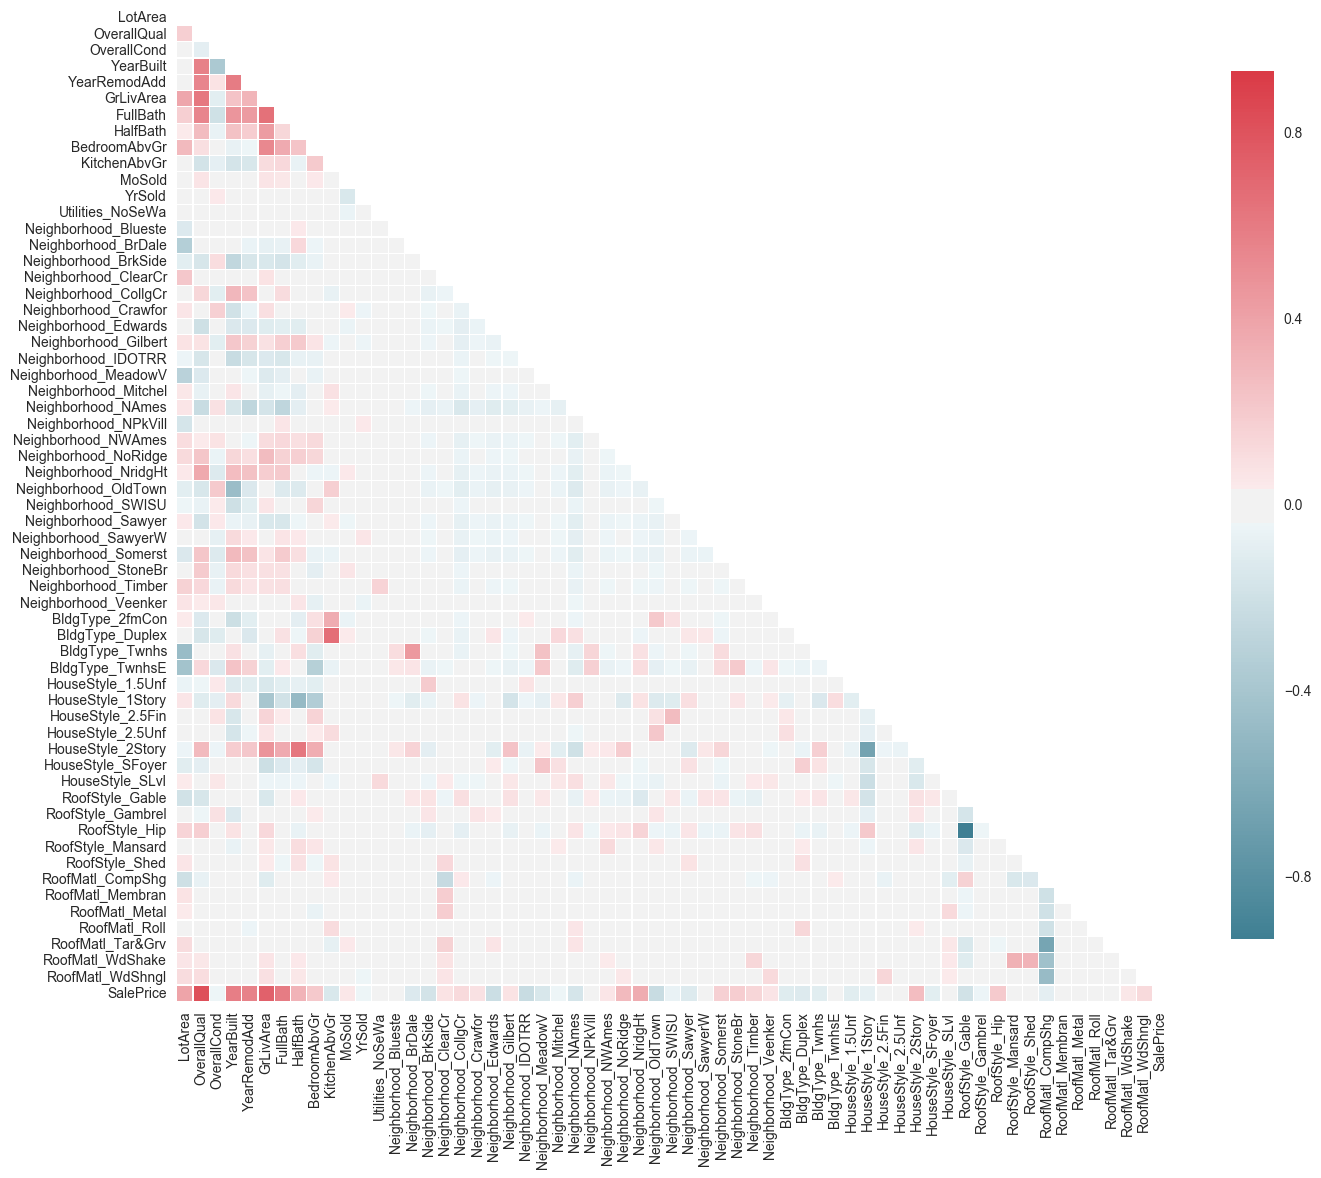 LotArea
OverallQual
OverallCond
YearBuilt
YearRemodAdd
GrLivArea
FullBath
HalfBath
BedroomAbvGr
KitchenAbvGr
MoSold
YrSold
Utilities_NoSeWa
Neighborhood_Blueste
Neighborhood_BrDale
Neighborhood_BrkSide
Neighborhood_ClearCr
Neighborhood_CollgCr
Neighborhood_Crawfor
Neighborhood_Edwards
Neighborhood_Gilbert
Neighborhood_IDOTRR
Neighborhood_MeadowV
Neighborhood_Mitchel
Neighborhood_NAmes
Neighborhood_NPkVill
Neighborhood_NWAmes
Neighborhood_NoRidge
Neighborhood_NridgHt
Neighborhood_OldTown
Neighborhood_SWISU
Neighborhood_Sawyer
Neighborhood_SawyerW
Neighborhood_Somerst
Neighborhood_StoneBr
Neighborhood_Timber
Neighborhood_Veenker
BldgType_2fmCon
BldgType_Duplex
BldgType_Twnhs
BldgType_TwnhsE
HouseStyle_1.5Unf
HouseStyle_1Story
HouseStyle_2.5Fin
HouseStyle_2.5Unf
HouseStyle_2Story
HouseStyle_SFoyer
HouseStyle_SLvl
RoofStyle_Gable
RoofStyle_Gambrel
RoofStyle_Hip
RoofStyle_Mansard
RoofStyle_Shed
RoofMatl_CompShg
RoofMatl_Membran
RoofMatl_Metal
RoofMatl_Roll
RoofMatl_Tar&Grv
RoofMatl_WdShake
RoofMatl_WdShngl
SalePrice
LotArea
OverallQual
OverallCond
YearBuilt
YearRemodAdd
GrLivArea
FullBath
HalfBath
BedroomAbvGr
KitchenAbvGr
MoSold
YrSold
Utilities_NoSeWa
Neighborhood_Blueste
Neighborhood_BrDale
Neighborhood_BrkSide
Neighborhood_ClearCr
Neighborhood_CollgCr
Neighborhood_Crawfor
Neighborhood_Edwards
Neighborhood_Gilbert
Neighborhood_IDOTRR
Neighborhood_MeadowV
Neighborhood_Mitchel
Neighborhood_NAmes
Neighborhood_NPkVill
Neighborhood_NWAmes
Neighborhood_NoRidge
Neighborhood_NridgHt
Neighborhood_OldTown
Neighborhood_SWISU
Neighborhood_Sawyer
Neighborhood_SawyerW
Neighborhood_Somerst
Neighborhood_StoneBr
Neighborhood_Timber
Neighborhood_Veenker
BldgType_2fmCon
BldgType_Duplex
BldgType_Twnhs
BldgType_TwnhsE
HouseStyle_1.5Unf
HouseStyle_1Story
HouseStyle_2.5Fin
HouseStyle_2.5Unf
HouseStyle_2Story
HouseStyle_SFoyer
HouseStyle_SLvl
RoofStyle_Gable
RoofStyle_Gambrel
RoofStyle_Hip
RoofStyle_Mansard
RoofStyle_Shed
RoofMatl_CompShg
RoofMatl_Membran
RoofMatl_Metal
RoofMatl_Roll
RoofMatl_Tar&Grv
RoofMatl_WdShake
RoofMatl_WdShngl
SalePrice
0.8
0.4
0.0
−0.4
−0.8